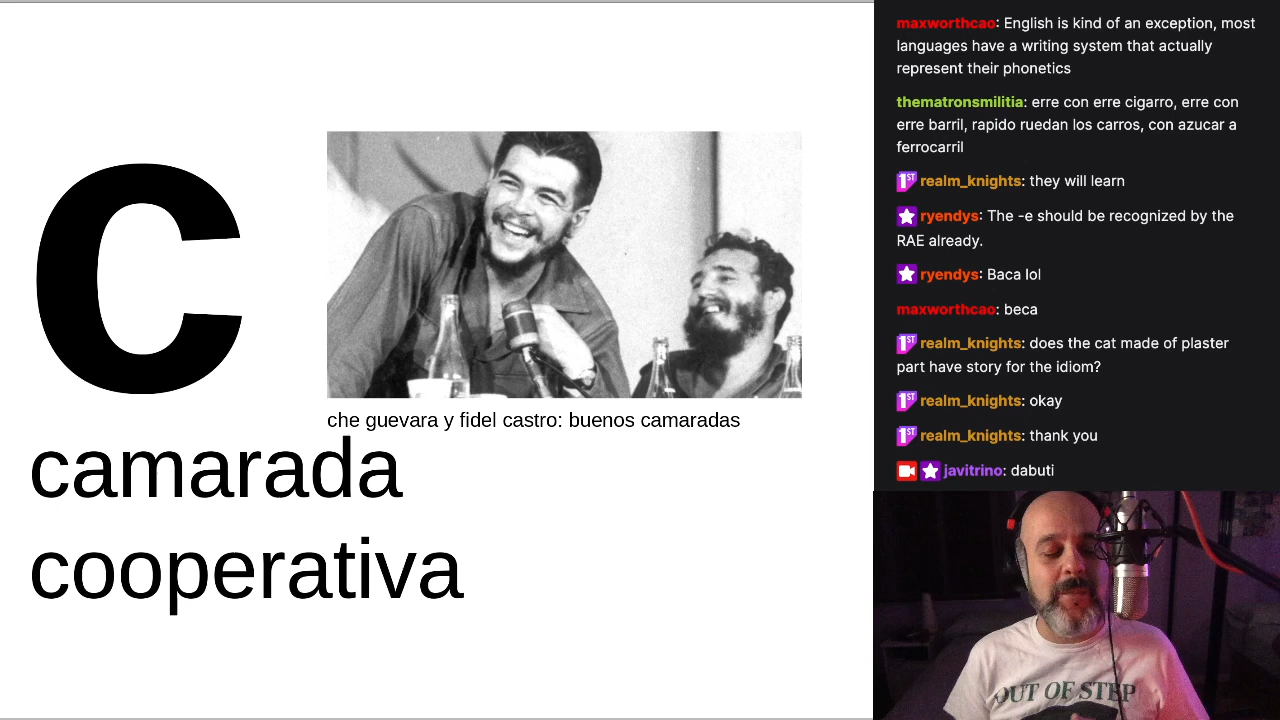 c
che guevara y fidel castro: buenos camaradas
camarada
cooperativa
maxworthcao: English is kind of an exception, most
languages have a writing system that actually
represent their phonetics
thematronsmilitia: erre con erre cigarro, erre con
erre barril, rapido ruedan los carros, con azucar a
ferrocarril
1ST realm_knights: they will learn
ryendys: The -e should be recognized by the
RAE already.
ryendys: Baca lol
maxworthcao: beca
1ST realm_knights: does the cat made of plaster
part have story for the idiom?
1ST realm_knights: okay
1ST realm_knights: thank you
javitrino: dabuti
OUT OF STEP